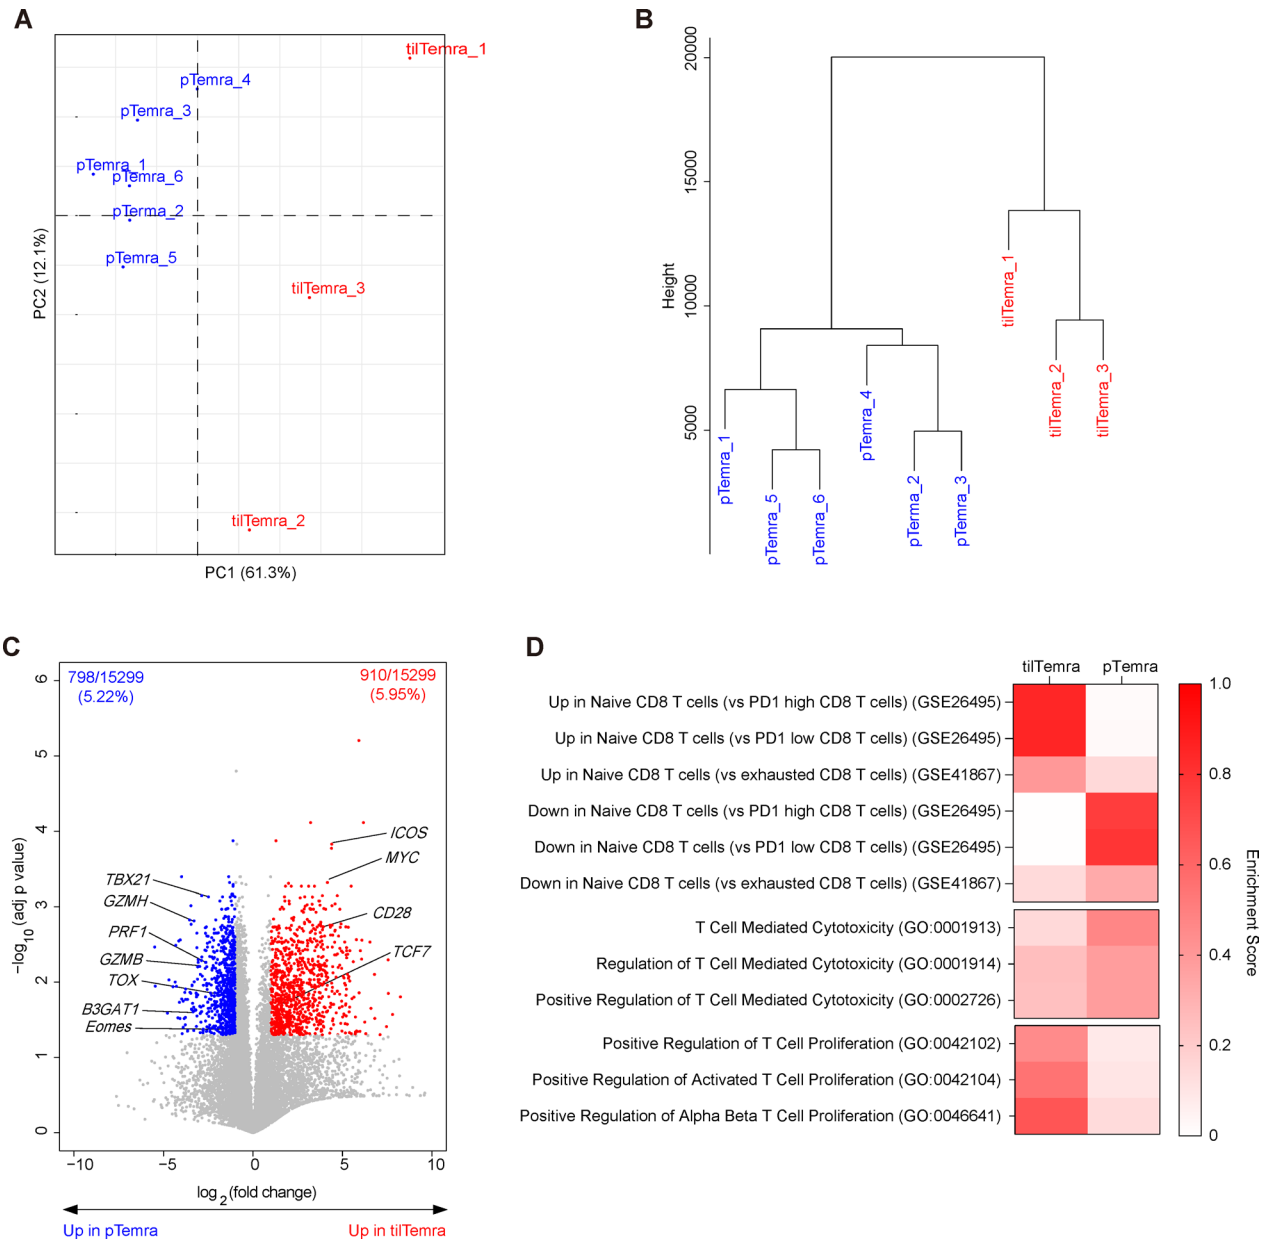 A
tilTemra_1
pTemra_4
pTemra_3
pTemra_1
pTemra_6
pTerma_2
pTemra_5
tilTemra_3
tilTemra_2
PC2 (12.1%)
PC1 (61.3%)
B
Height
20000
15000
10000
5000
tilTemra_1
tilTemra_2
tilTemra_3
pTemra_4
pTemra_1
pTemra_5
pTemra_6
pTerma_2
pTemra_3
C
798/15299
(5.22%)
910/15299
(5.95%)
6
5
4
3
2
1
0
−log10 (adj p value)
ICOS
MYC
CD28
TCF7
TBX21
GZMH
PRF1
GZMB
TOX
B3GAT1
Eomes
−10
−5
0
5
10
log2(fold change)
Up in pTemra
Up in tilTemra
D
tilTemra
pTemra
Up in Naive CD8 T cells (vs PD1 high CD8 T cells) (GSE26495)
Up in Naive CD8 T cells (vs PD1 low CD8 T cells) (GSE26495)
Up in Naive CD8 T cells (vs exhausted CD8 T cells) (GSE41867)
Down in Naive CD8 T cells (vs PD1 high CD8 T cells) (GSE26495)
Down in Naive CD8 T cells (vs PD1 low CD8 T cells) (GSE26495)
Down in Naive CD8 T cells (vs exhausted CD8 T cells) (GSE41867)
T Cell Mediated Cytotoxicity (GO:0001913)
Regulation of T Cell Mediated Cytotoxicity (GO:0001914)
Positive Regulation of T Cell Mediated Cytotoxicity (GO:0002726)
Positive Regulation of T Cell Proliferation (GO:0042102)
Positive Regulation of Activated T Cell Proliferation (GO:0042104)
Positive Regulation of Alpha Beta T Cell Proliferation (GO:0046641)
1.0
0.8
0.6
0.4
0.2
0
Enrichment Score